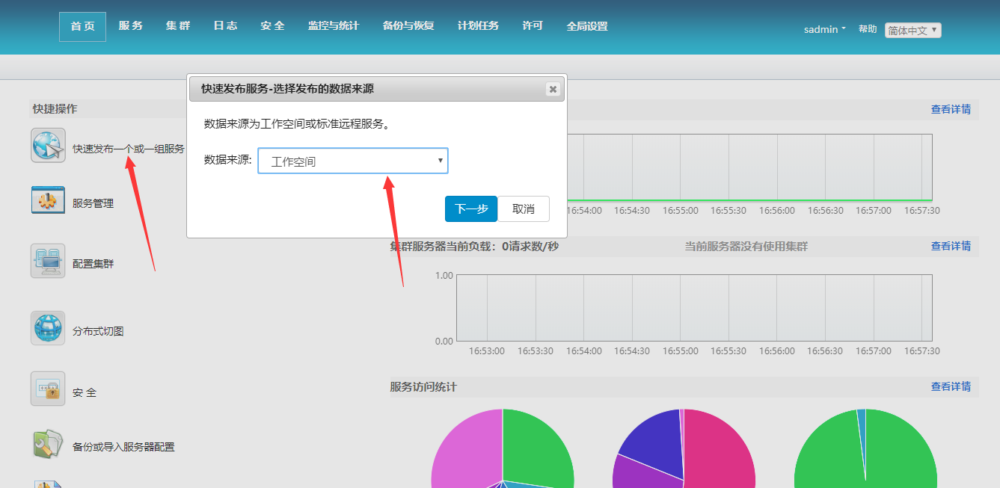 首 页 服 务 集 群 日 志 安 全 监控与统计 备份与恢复 计划任务 许可 全局设置 sadmin 帮助 简体中文
快速发布服务-选择发布的数据来源
数据来源为工作空间或标准远程服务。
数据来源: 工作空间
下一步 取消
快捷操作
快速发布一个或一组服务
服务管理
配置集群
分布式切图
安 全
备份或导入服务器配置
查看详情
16:54:00 16:54:30 16:55:00 16:55:30 16:56:00 16:56:30 16:57:00 16:57:30
集群服务器当前负载：0请求数/秒 当前服务器没有使用集群 查看详情
1.00
0.00
16:53:00 16:53:30 16:54:00 16:54:30 16:55:00 16:55:30 16:56:00 16:56:30 16:57:00 16:57:30
服务访问统计 查看详情